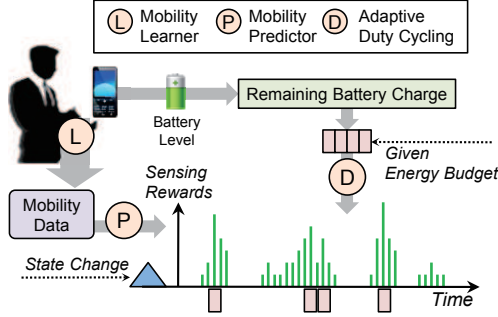 L Mobility Learner
P Mobility Predictor
D Adaptive Duty Cycling
L
Battery Level
Remaining Battery Charge
Given Energy Budget
D
Mobility Data
P
Sensing Rewards
State Change
Time